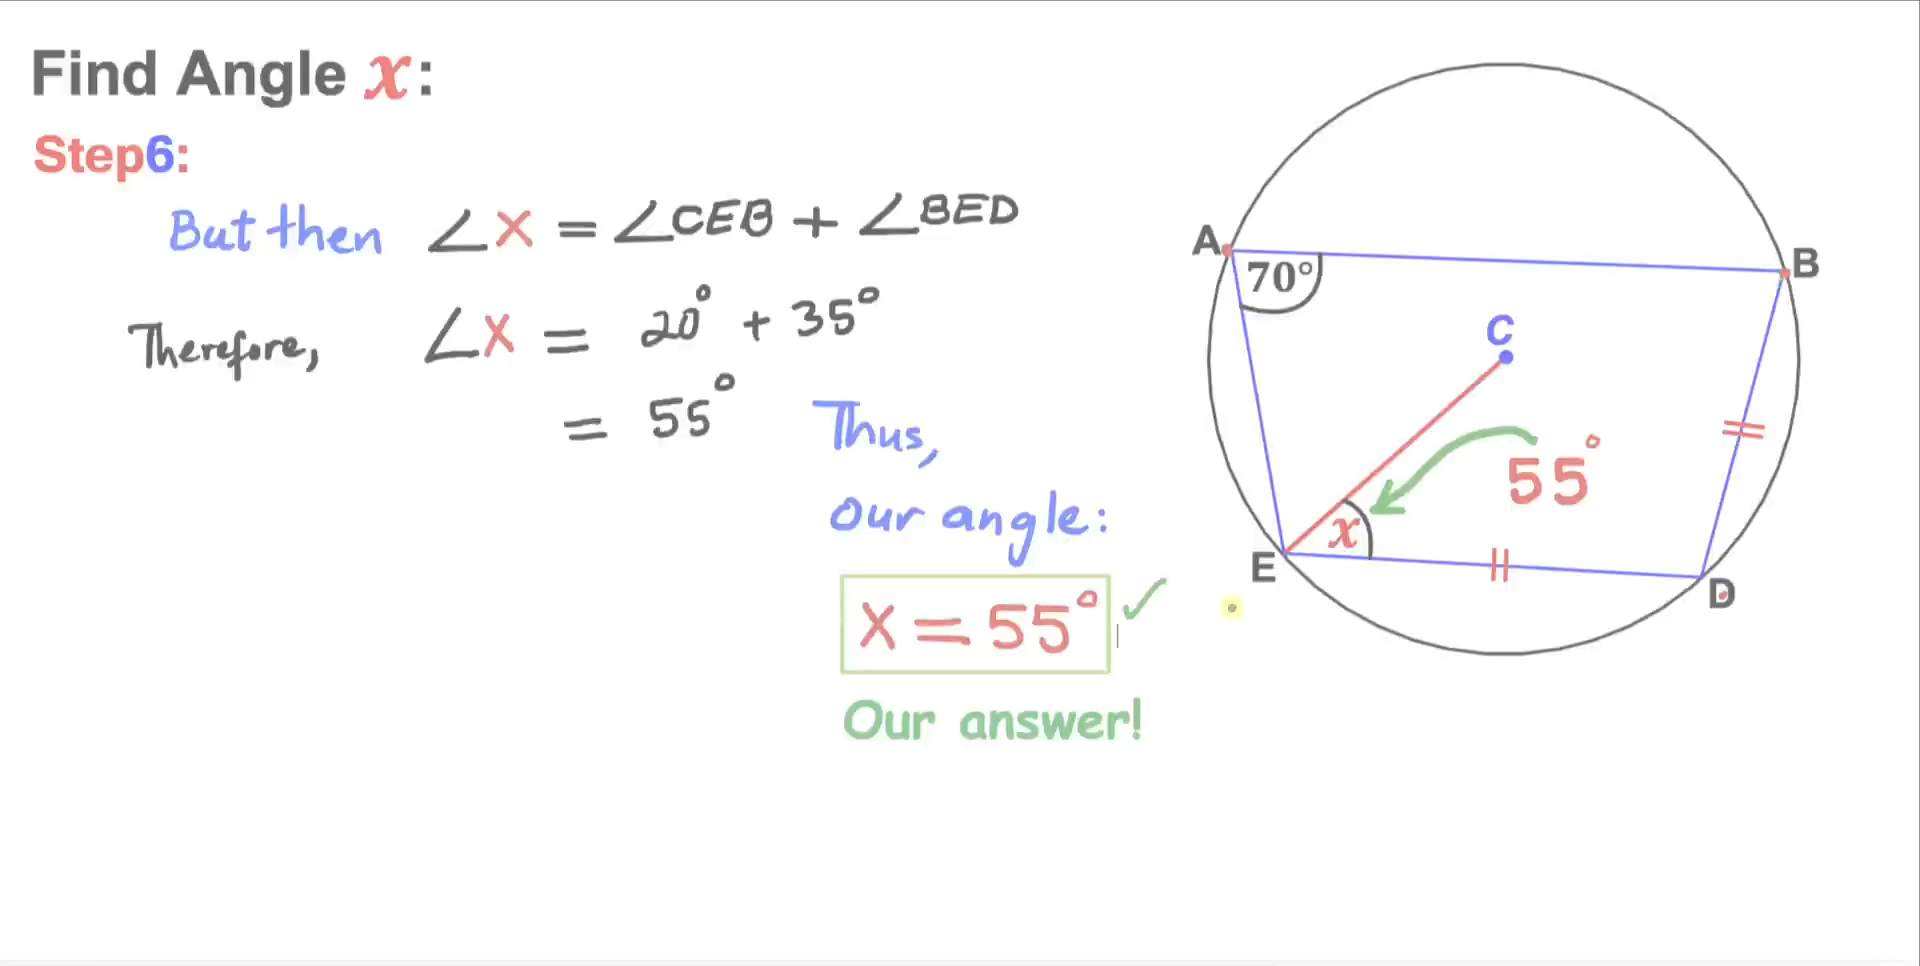 Find Angle x:
Step6:
But then ∠X = ∠CEB + ∠BED
Therefore, ∠X = 20° + 35°
= 55°
Thus,
our angle:
X = 55° ✓
Our answer!
A
B
70°
C
55°
x
E
D